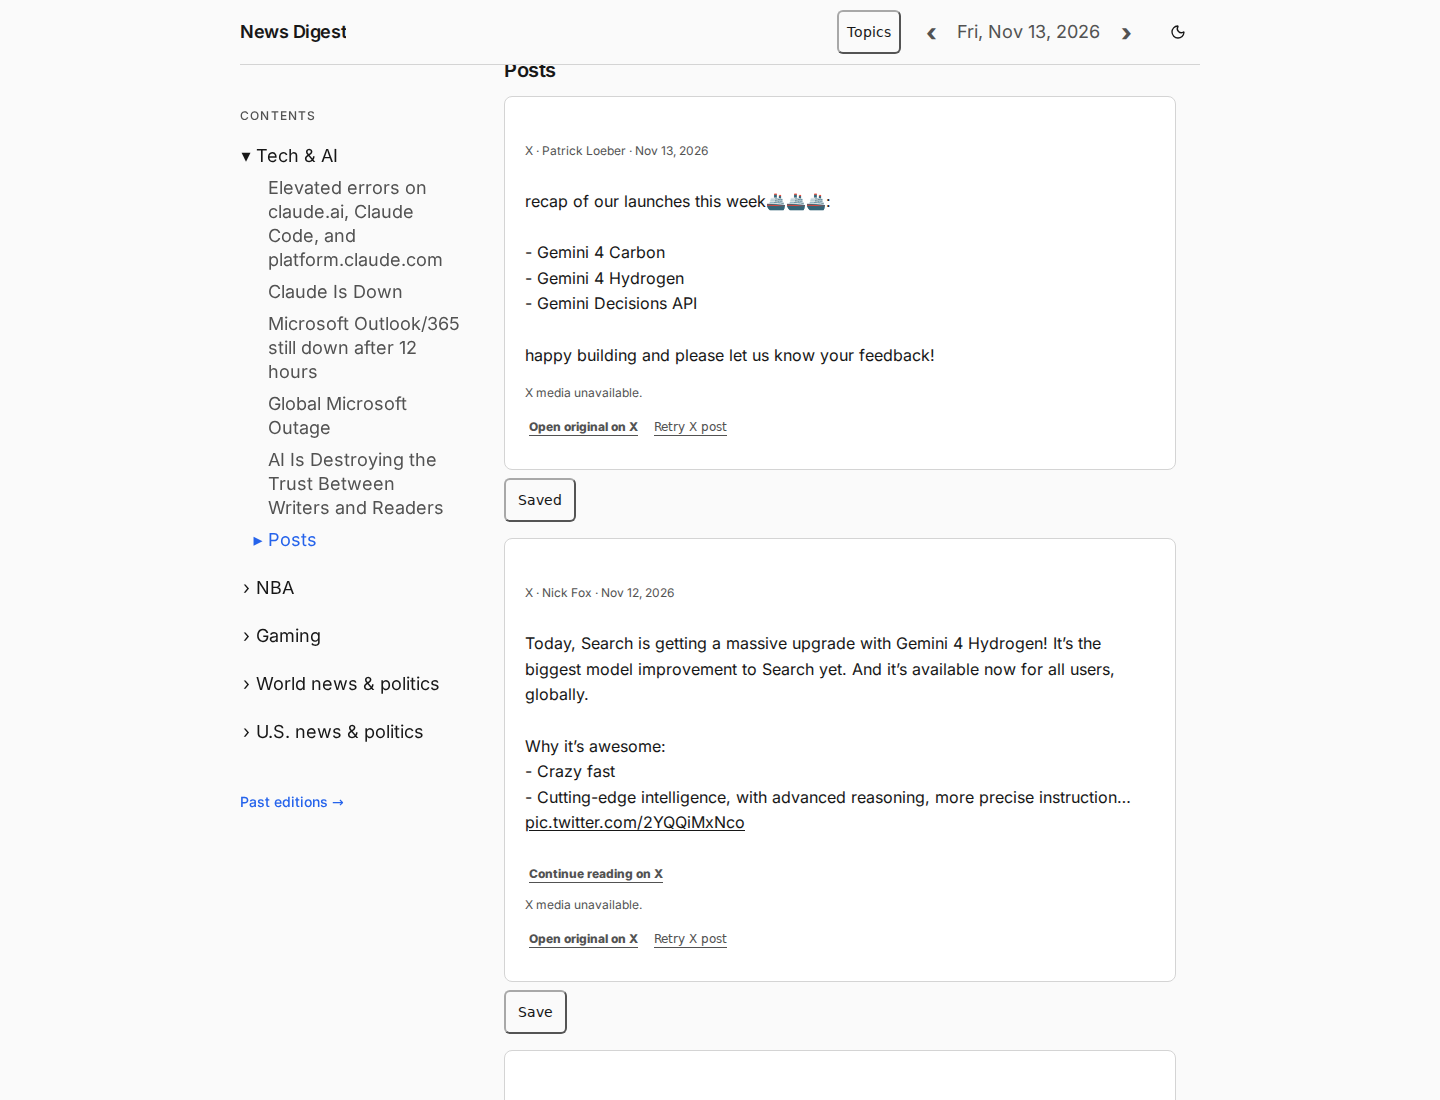 News Digest
Topics
‹ Fri, Nov 13, 2026 ›
CONTENTS
▾ Tech & AI
Elevated errors on
claude.ai, Claude
Code, and
platform.claude.com
Claude Is Down
Microsoft Outlook/365
still down after 12
hours
Global Microsoft
Outage
AI Is Destroying the
Trust Between
Writers and Readers
▸ Posts
› NBA
› Gaming
› World news & politics
› U.S. news & politics
Past editions →
Posts
X · Patrick Loeber · Nov 13, 2026
recap of our launches this week🚢🚢🚢:
- Gemini 4 Carbon
- Gemini 4 Hydrogen
- Gemini Decisions API
happy building and please let us know your feedback!
X media unavailable.
Open original on X Retry X post
Saved
X · Nick Fox · Nov 12, 2026
Today, Search is getting a massive upgrade with Gemini 4 Hydrogen! It’s the
biggest model improvement to Search yet. And it’s available now for all users,
globally.
Why it’s awesome:
- Crazy fast
- Cutting-edge intelligence, with advanced reasoning, more precise instruction…
pic.twitter.com/2YQQiMxNco
Continue reading on X
X media unavailable.
Open original on X Retry X post
Save